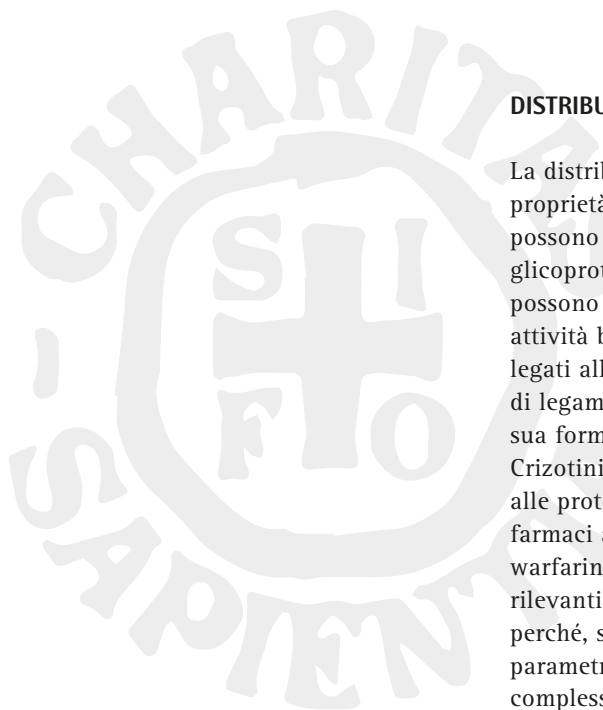 CHARITAS
SI
FO
- SAPIENT
DISTRIBU
La distrib
proprietà
possono
glicoprot
possono
attività b
legati all
di legam
sua form
Crizotini
alle prot
farmaci a
warfarin
rilevanti
perché, s
parametr
compless